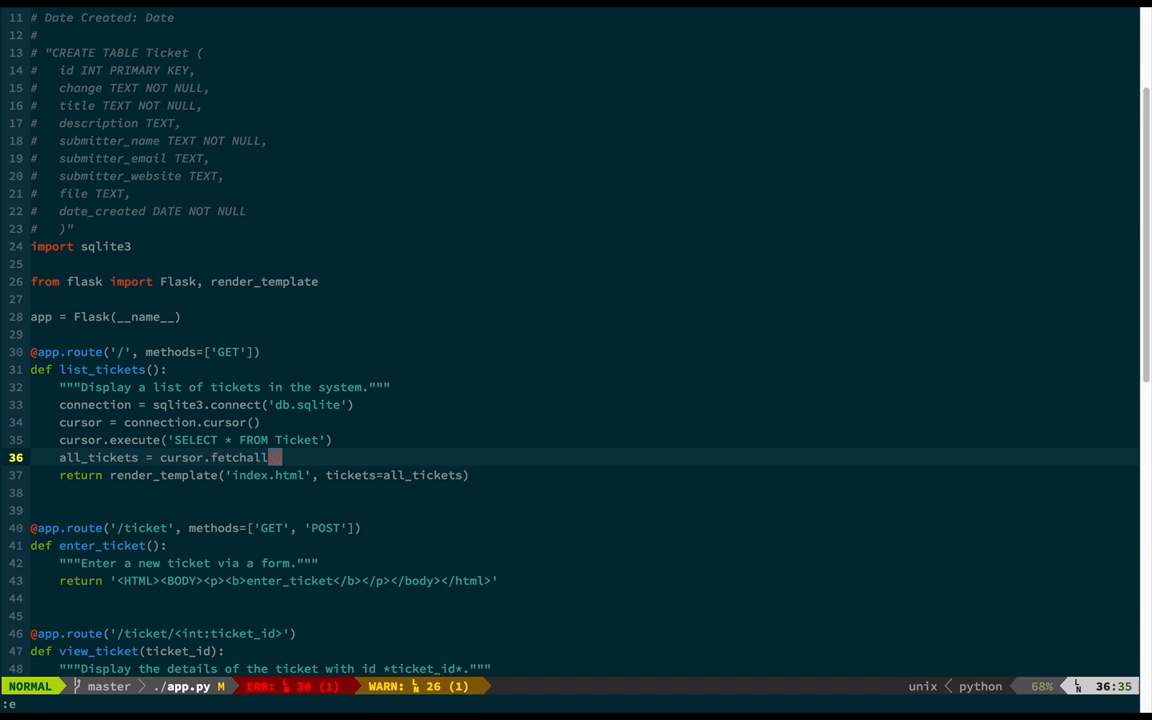 11 # Date Created: Date
12 #
13 # "CREATE TABLE Ticket (
14 #   id INT PRIMARY KEY,
15 #   change TEXT NOT NULL,
16 #   title TEXT NOT NULL,
17 #   description TEXT,
18 #   submitter_name TEXT NOT NULL,
19 #   submitter_email TEXT,
20 #   submitter_website TEXT,
21 #   file TEXT,
22 #   date_created DATE NOT NULL
23 #   )"
24 import sqlite3
25
26 from flask import Flask, render_template
27
28 app = Flask(__name__)
29
30 @app.route('/', methods=['GET'])
31 def list_tickets():
32     """Display a list of tickets in the system."""
33     connection = sqlite3.connect('db.sqlite')
34     cursor = connection.cursor()
35     cursor.execute('SELECT * FROM Ticket')
36     all_tickets = cursor.fetchall()
37     return render_template('index.html', tickets=all_tickets)
38
39
40 @app.route('/ticket', methods=['GET', 'POST'])
41 def enter_ticket():
42     """Enter a new ticket via a form."""
43     return '<HTML><BODY><p><b>enter_ticket</b></p></body></html>'
44
45
46 @app.route('/ticket/<int:ticket_id>')
47 def view_ticket(ticket_id):
48     """Display the details of the ticket with id *ticket_id*."""
NORMAL master ./app.py M ERR: LN 30 (1) WARN: LN 26 (1) unix python 68% LN 36:35
:e